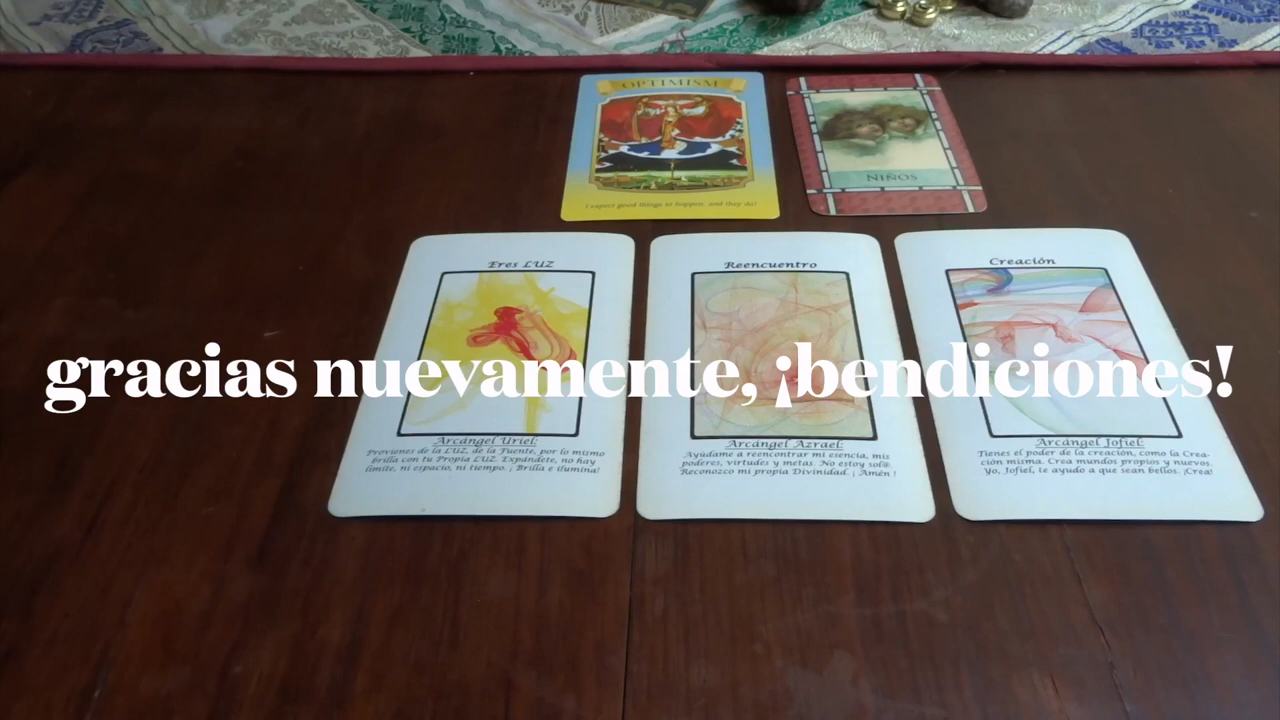 OPTIMISM
I expect good things to happen, and they do!
NIÑOS
Eres LUZ
Arcángel Uriel:
Provienes de la LUZ, de la Fuente, por lo mismo
brilla con tu Propia LUZ. Expándete, no hay
límite, ni espacio, ni tiempo. ¡ Brilla e ilumina!
Reencuentro
Arcángel Azrael:
Ayúdame a reencontrar mi esencia, mis
poderes, virtudes y metas. No estoy sol@.
Reconozco mi propia Divinidad. ¡ Amén !
Creación
Arcángel Jofiel:
Tienes el poder de la creación, como la Crea-
ción misma. Crea mundos propios y nuevos.
Yo, Jofiel, te ayudo a que sean bellos. ¡Crea!
gracias nuevamente, ¡bendiciones!